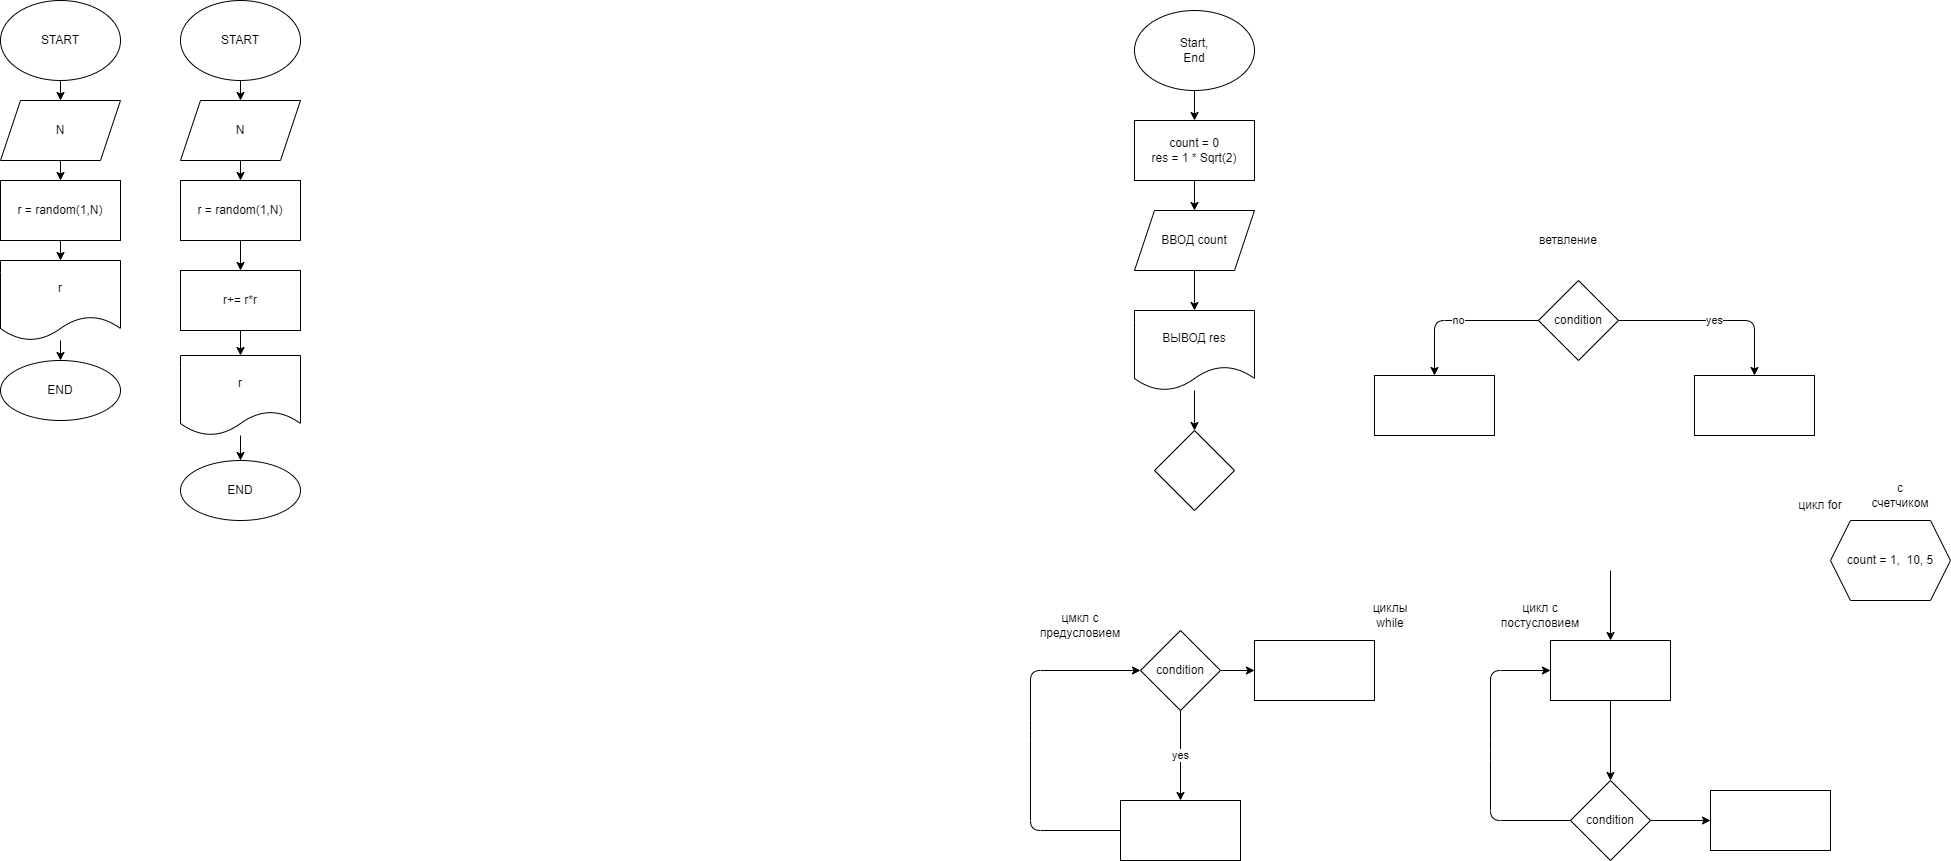 START
N
r = random(1,N)
r
END
START
N
r = random(1,N)
r+= r*r
r
END
Start,
End
count = 0
res = 1 * Sqrt(2)
ВВОД count
ВЫВОД res
ветвление
condition
no
yes
цикл for
с
счетчиком
count = 1,  10, 5
цмкл с
предусловием
condition
yes
циклы
while
цикл с
постусловием
condition